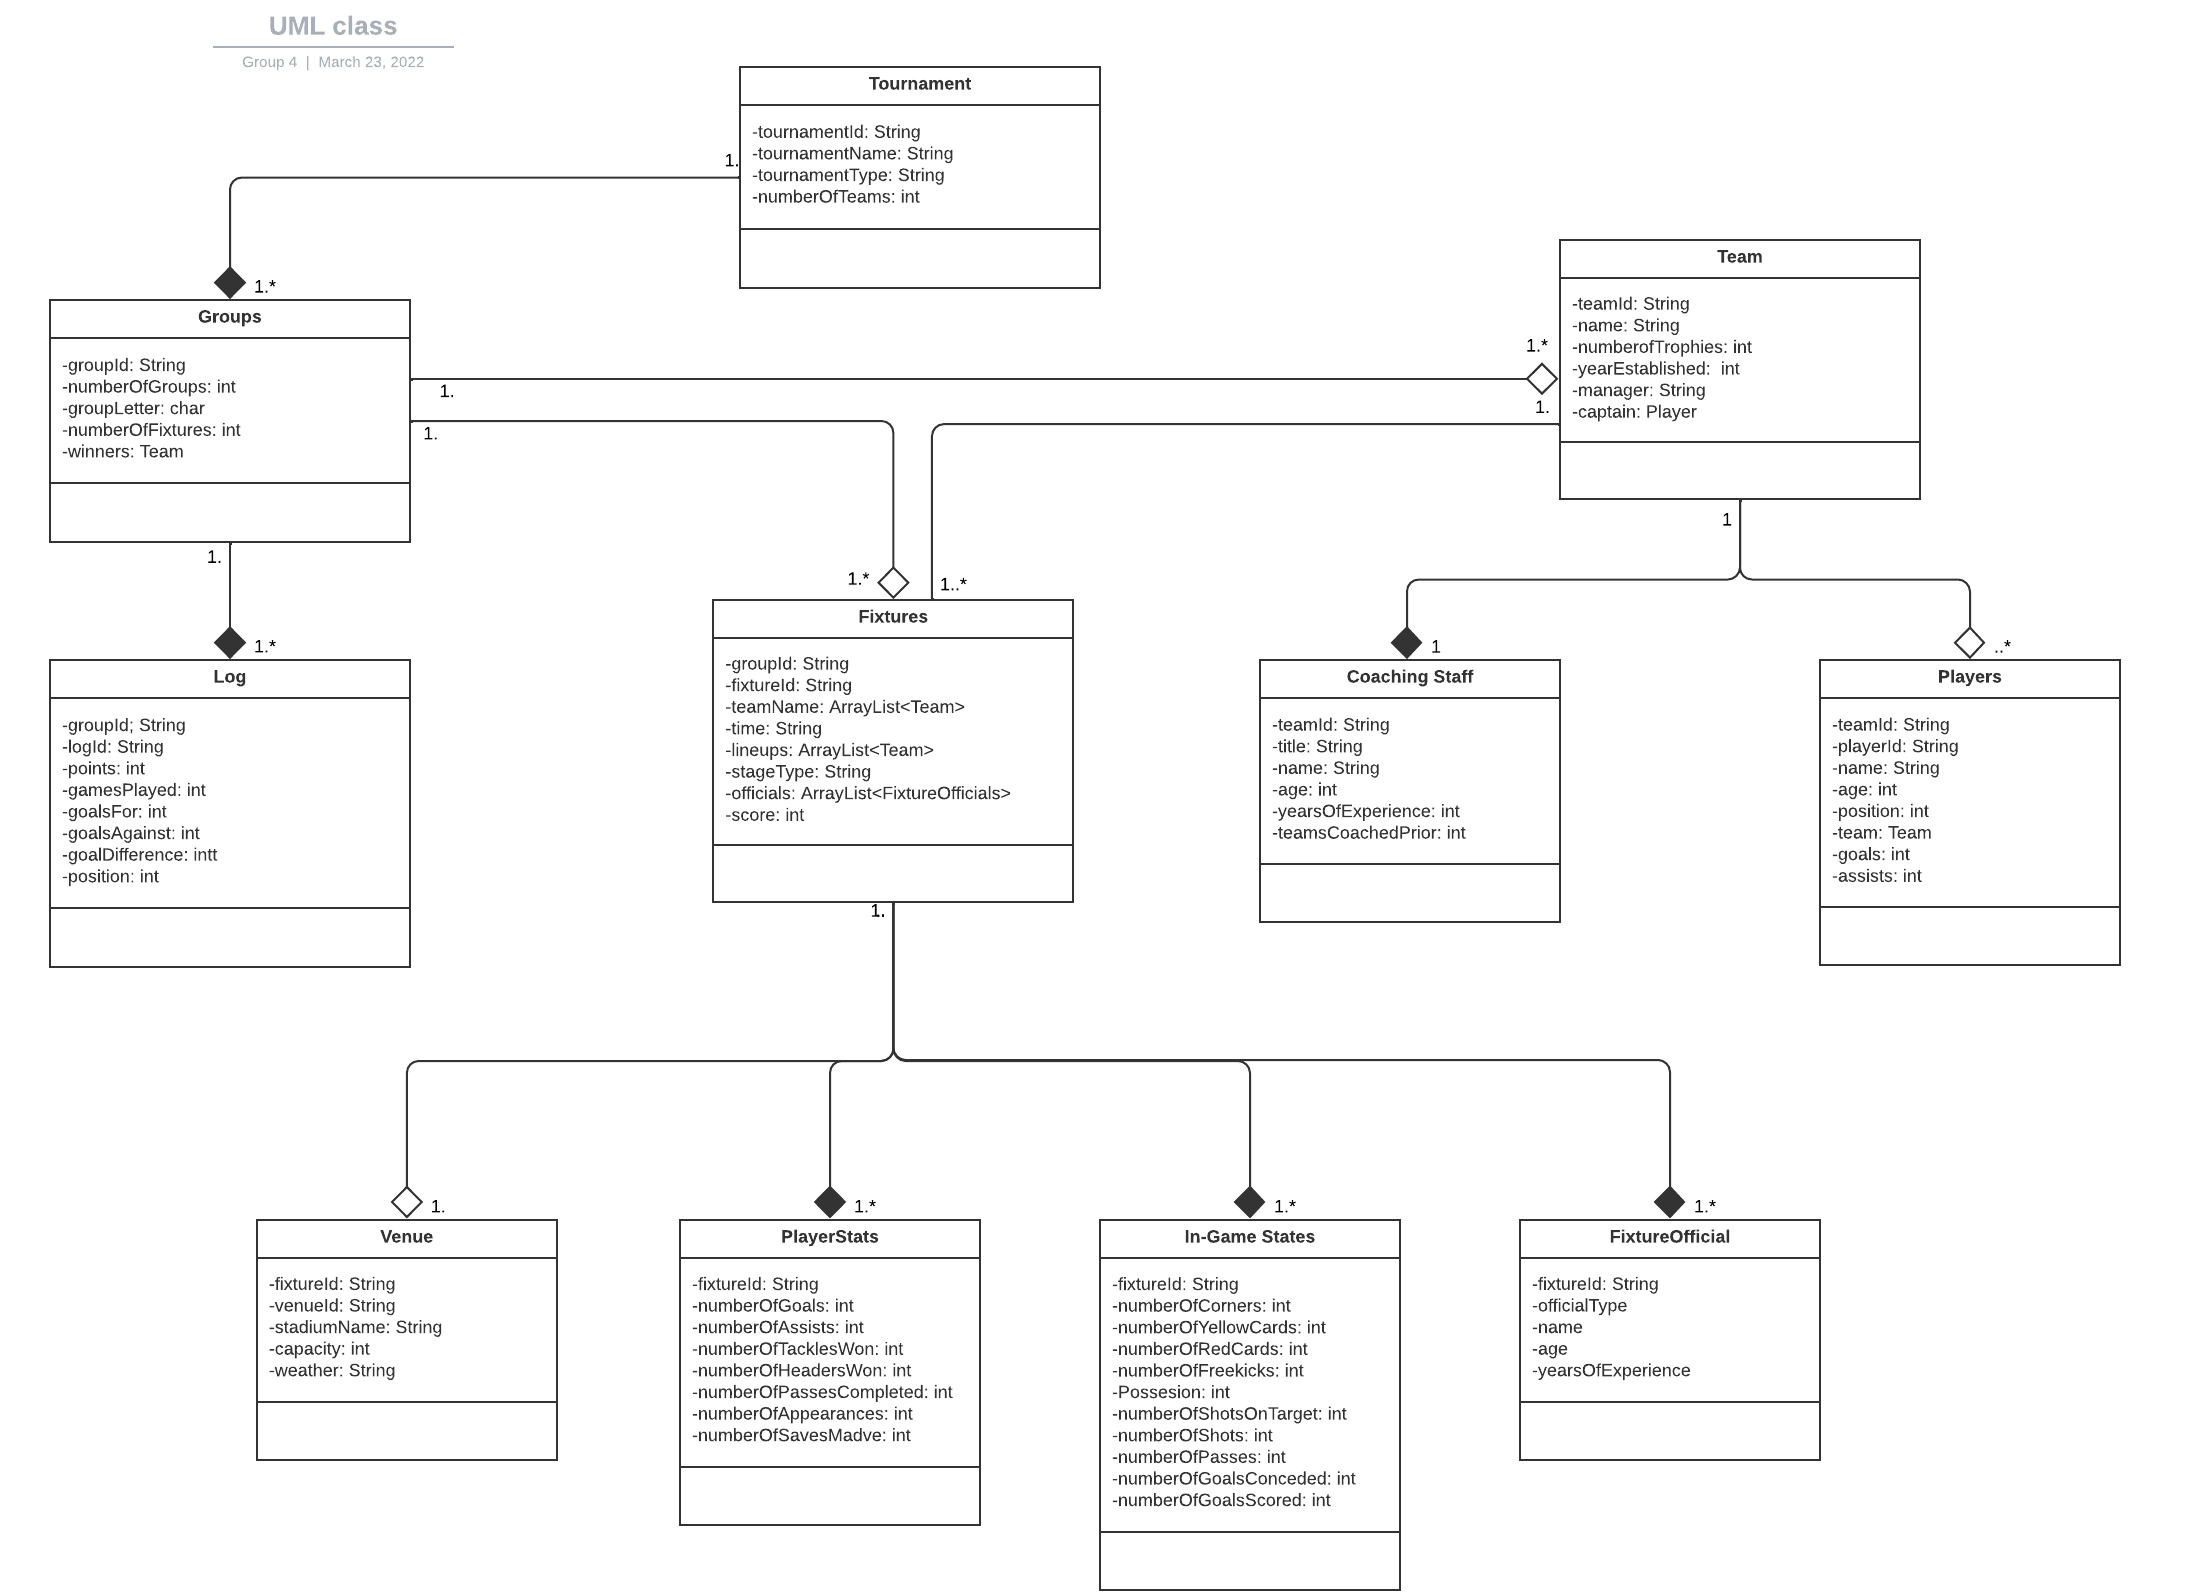 UML class
Group 4 | March 23, 2022
Tournament
-tournamentId: String
-tournamentName: String
-tournamentType: String
-numberOfTeams: int
1.
1.*
Groups
-groupId: String
-numberOfGroups: int
-groupLetter: char
-numberOfFixtures: int
-winners: Team
1.
1.
1.
1.*
1.
Team
-teamId: String
-name: String
-numberofTrophies: int
-yearEstablished:  int
-manager: String
-captain: Player
1
1.*
Log
-groupId; String
-logId: String
-points: int
-gamesPlayed: int
-goalsFor: int
-goalsAgainst: int
-goalDifference: intt
-position: int
1.*
1..*
Fixtures
-groupId: String
-fixtureId: String
-teamName: ArrayList<Team>
-time: String
-lineups: ArrayList<Team>
-stageType: String
-officials: ArrayList<FixtureOfficials>
-score: int
1.
1
Coaching Staff
-teamId: String
-title: String
-name: String
-age: int
-yearsOfExperience: int
-teamsCoachedPrior: int
..*
Players
-teamId: String
-playerId: String
-name: String
-age: int
-position: int
-team: Team
-goals: int
-assists: int
1.
Venue
-fixtureId: String
-venueId: String
-stadiumName: String
-capacity: int
-weather: String
1.*
PlayerStats
-fixtureId: String
-numberOfGoals: int
-numberOfAssists: int
-numberOfTacklesWon: int
-numberOfHeadersWon: int
-numberOfPassesCompleted: int
-numberOfAppearances: int
-numberOfSavesMadve: int
1.*
In-Game States
-fixtureId: String
-numberOfCorners: int
-numberOfYellowCards: int
-numberOfRedCards: int
-numberOfFreekicks: int
-Possesion: int
-numberOfShotsOnTarget: int
-numberOfShots: int
-numberOfPasses: int
-numberOfGoalsConceded: int
-numberOfGoalsScored: int
1.*
FixtureOfficial
-fixtureId: String
-officialType
-name
-age
-yearsOfExperience